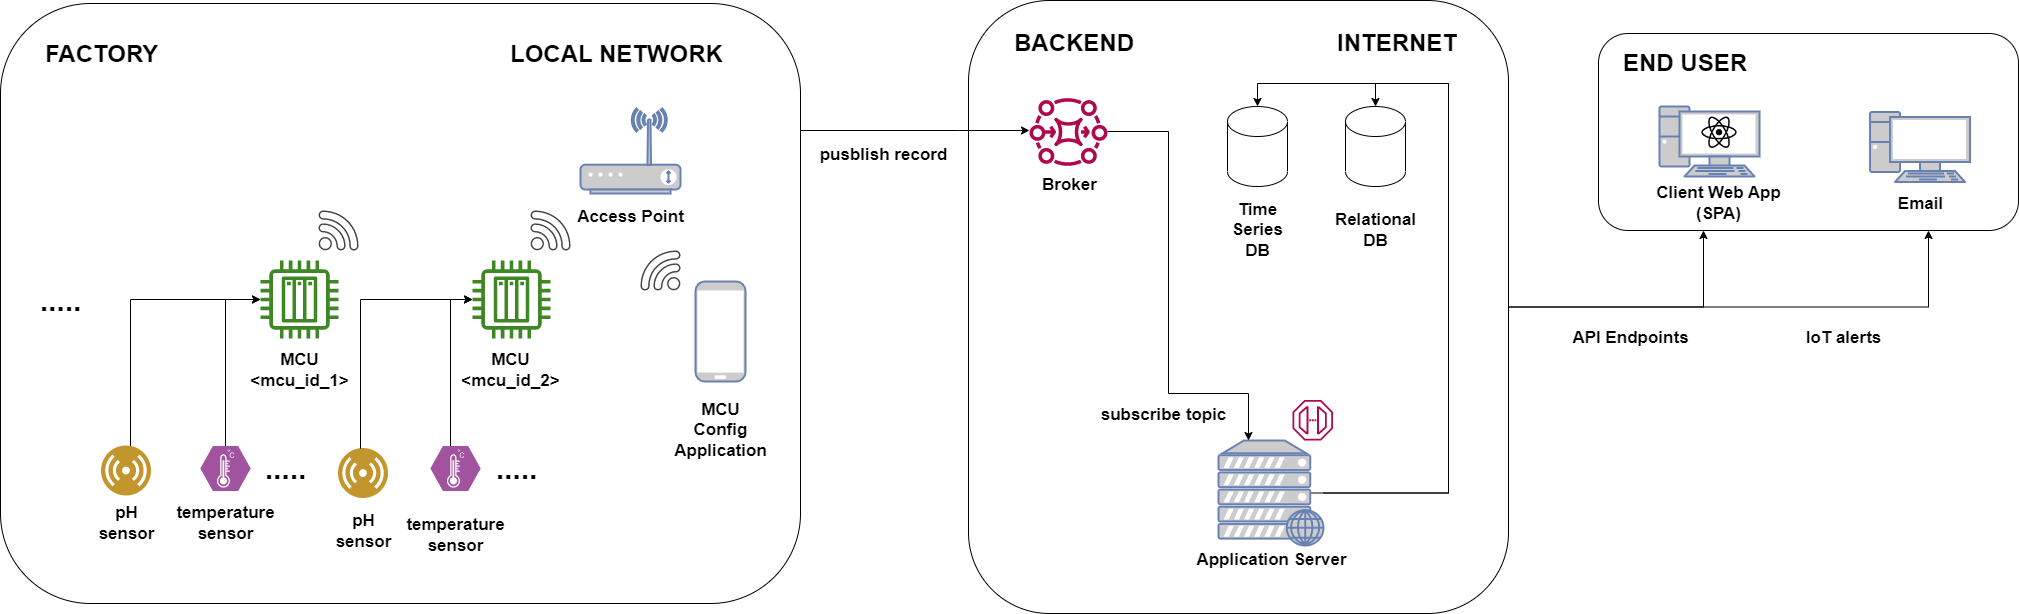 FACTORY
LOCAL NETWORK
Access Point
.....
MCU
<mcu_id_1>
MCU
<mcu_id_2>
MCU
Config
Application
pH
sensor
temperature
sensor
.....
pH
sensor
temperature
sensor
.....
pusblish record
BACKEND
INTERNET
Broker
Time
Series
DB
Relational
DB
subscribe topic
Application Server
API Endpoints
IoT alerts
END USER
Client Web App
(SPA)
Email